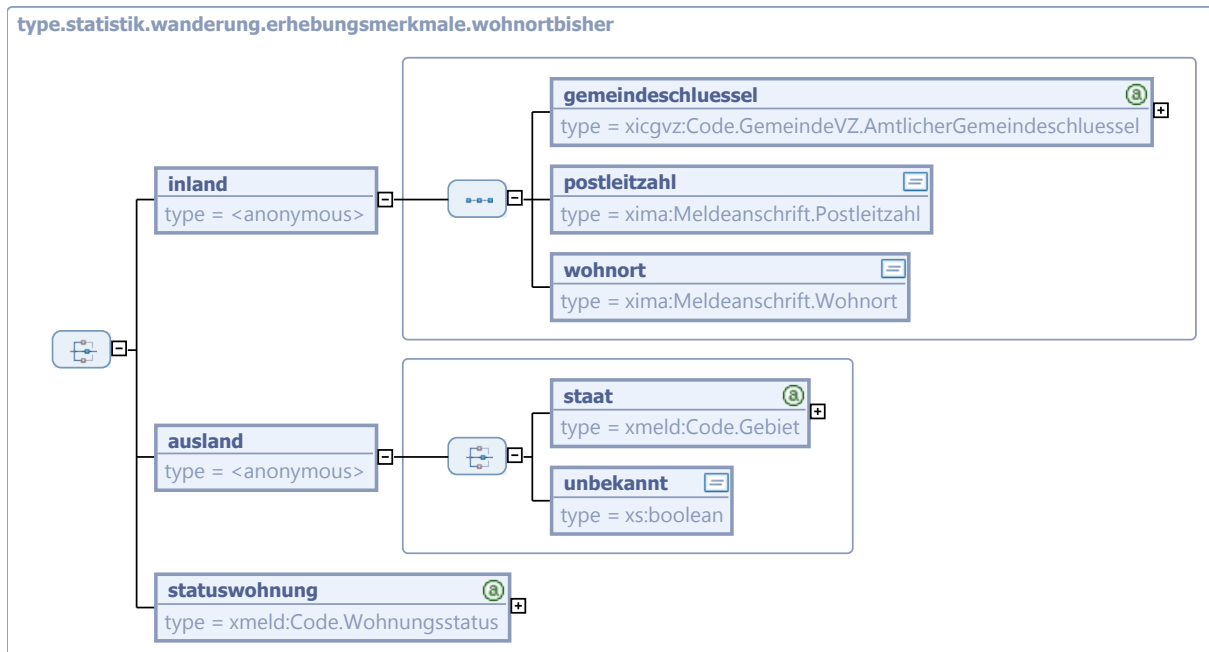 type.statistik.wanderung.erhebungsmerkmale.wohnortbisher
gemeindeschluessel
type = xicgvz:Code.GemeindeVZ.AmtlicherGemeindeschluessel
inland
type = <anonymous>
postleitzahl
type = xima:Meldeanschrift.Postleitzahl
wohnort
type = xima:Meldeanschrift.Wohnort
staat
type = xmeld:Code.Gebiet
ausland
type = <anonymous>
unbekannt
type = xs:boolean
statuswohnung
type = xmeld:Code.Wohnungsstatus